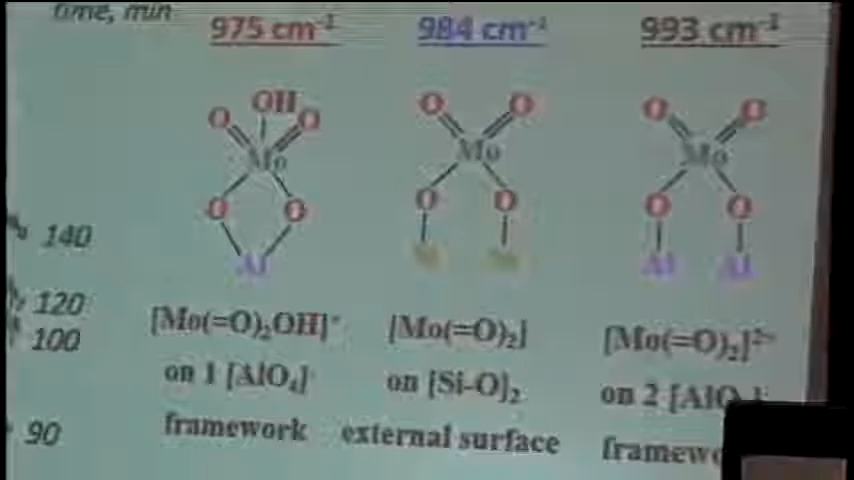 time, min
975 cm⁻¹ 984 cm⁻¹ 993 cm⁻¹
OH
O O O O O O
Mo Mo Mo
O O O O O O
Al Al Al
140
120
100
90
[Mo(=O)₂OH]⁺ [Mo(=O)₂] [Mo(=O)₂]²⁺
on 1 [AlO₄]⁻ on [Si-O]₂ on 2 [AlO
framework external surface